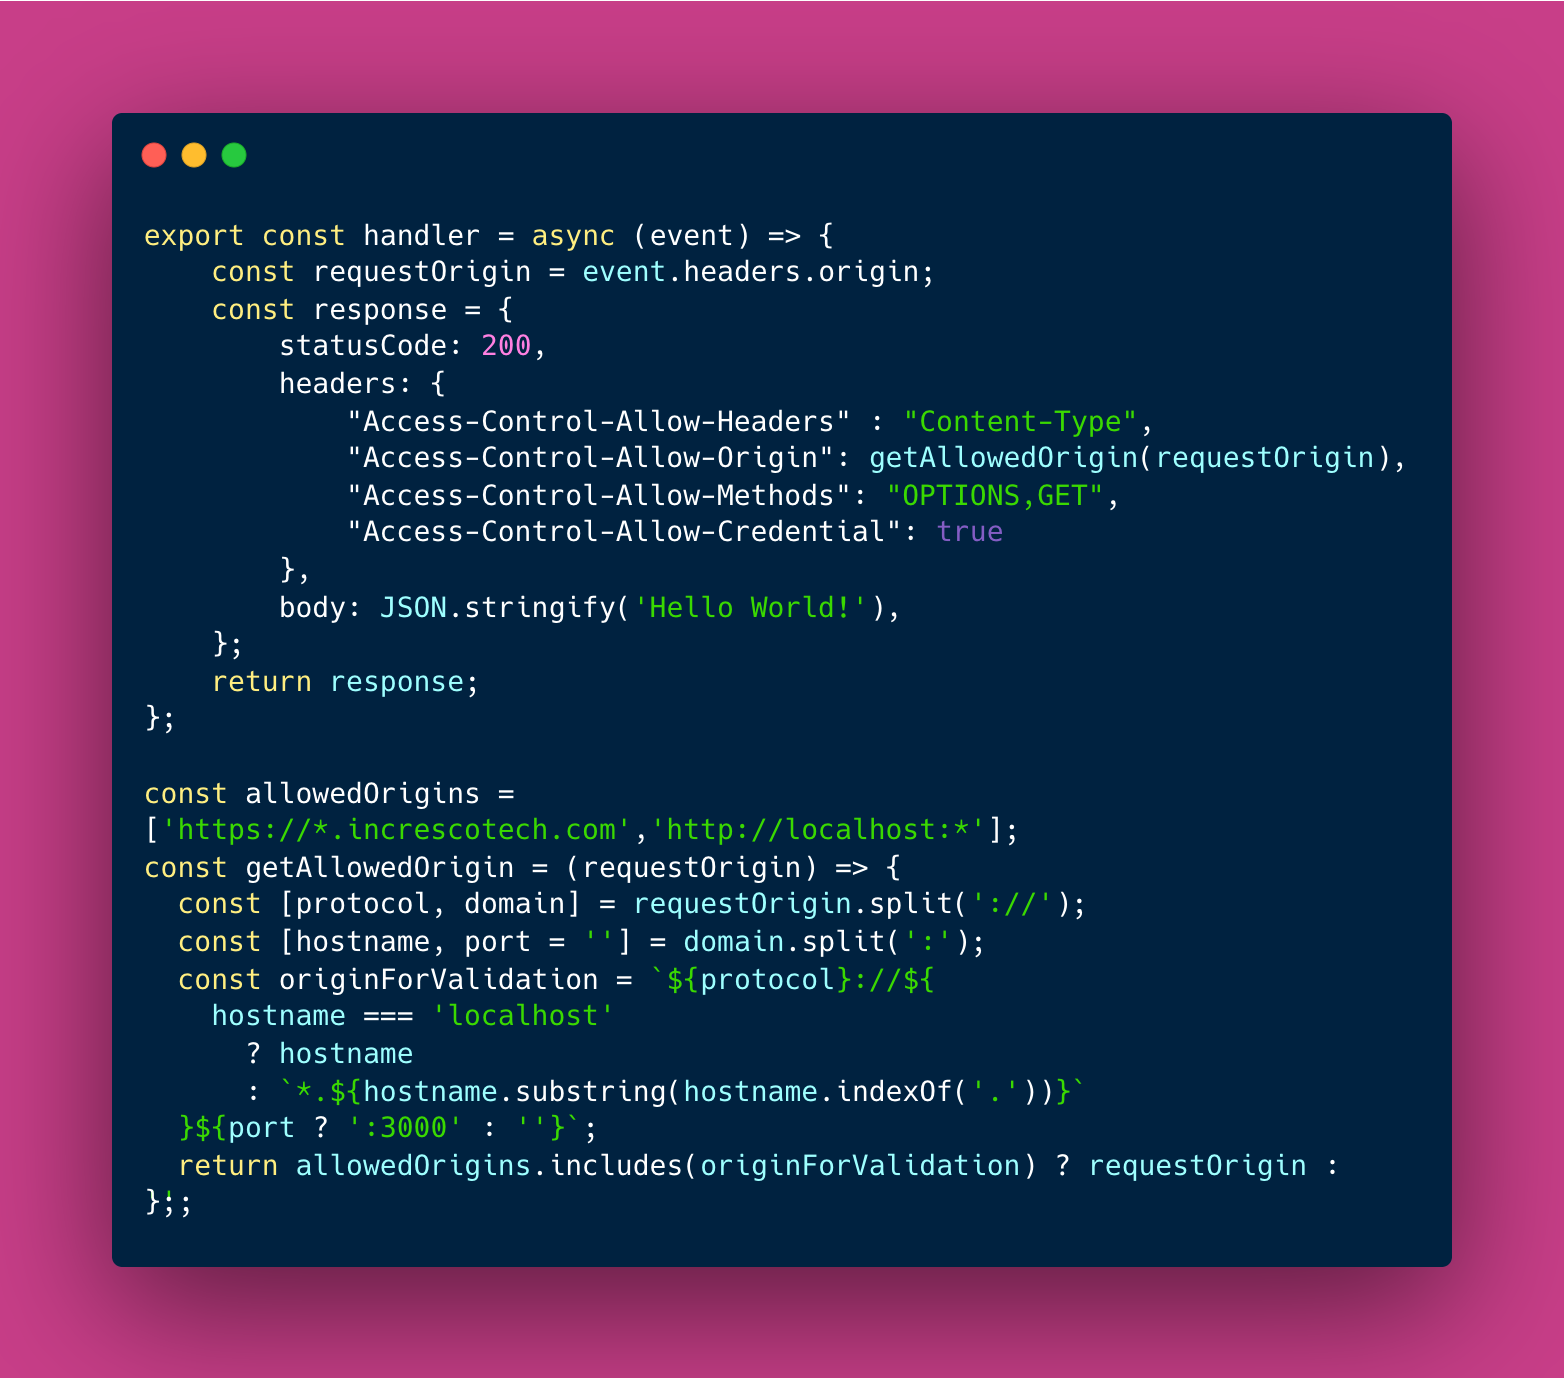 export const handler = async (event) => {
    const requestOrigin = event.headers.origin;
    const response = {
        statusCode: 200,
        headers: {
            "Access-Control-Allow-Headers" : "Content-Type",
            "Access-Control-Allow-Origin": getAllowedOrigin(requestOrigin),
            "Access-Control-Allow-Methods": "OPTIONS,GET",
            "Access-Control-Allow-Credential": true
        },
        body: JSON.stringify('Hello World!'),
    };
    return response;
};

const allowedOrigins =
['https://*.increscotech.com','http://localhost:*'];
const getAllowedOrigin = (requestOrigin) => {
  const [protocol, domain] = requestOrigin.split('://');
  const [hostname, port = ''] = domain.split(':');
  const originForValidation = `${protocol}://${
    hostname === 'localhost'
      ? hostname
      : `*.${hostname.substring(hostname.indexOf('.'))}`
  }${port ? ':3000' : ''}`;
  return allowedOrigins.includes(originForValidation) ? requestOrigin :
};;